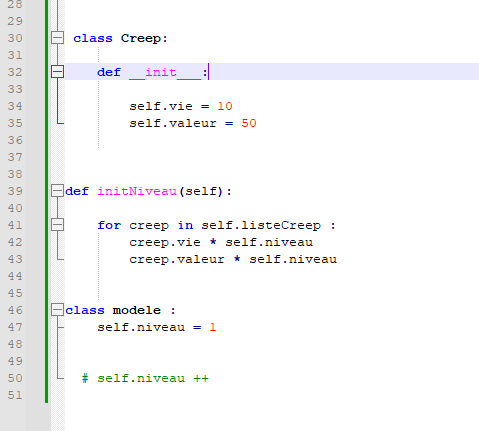 28
29
30 class Creep:
31
32 def __init___:
33
34 self.vie = 10
35 self.valeur = 50
36
37
38
39 def initNiveau(self):
40
41 for creep in self.listeCreep :
42 creep.vie * self.niveau
43 creep.valeur * self.niveau
44
45
46 class modele :
47 self.niveau = 1
48
49
50 # self.niveau ++
51